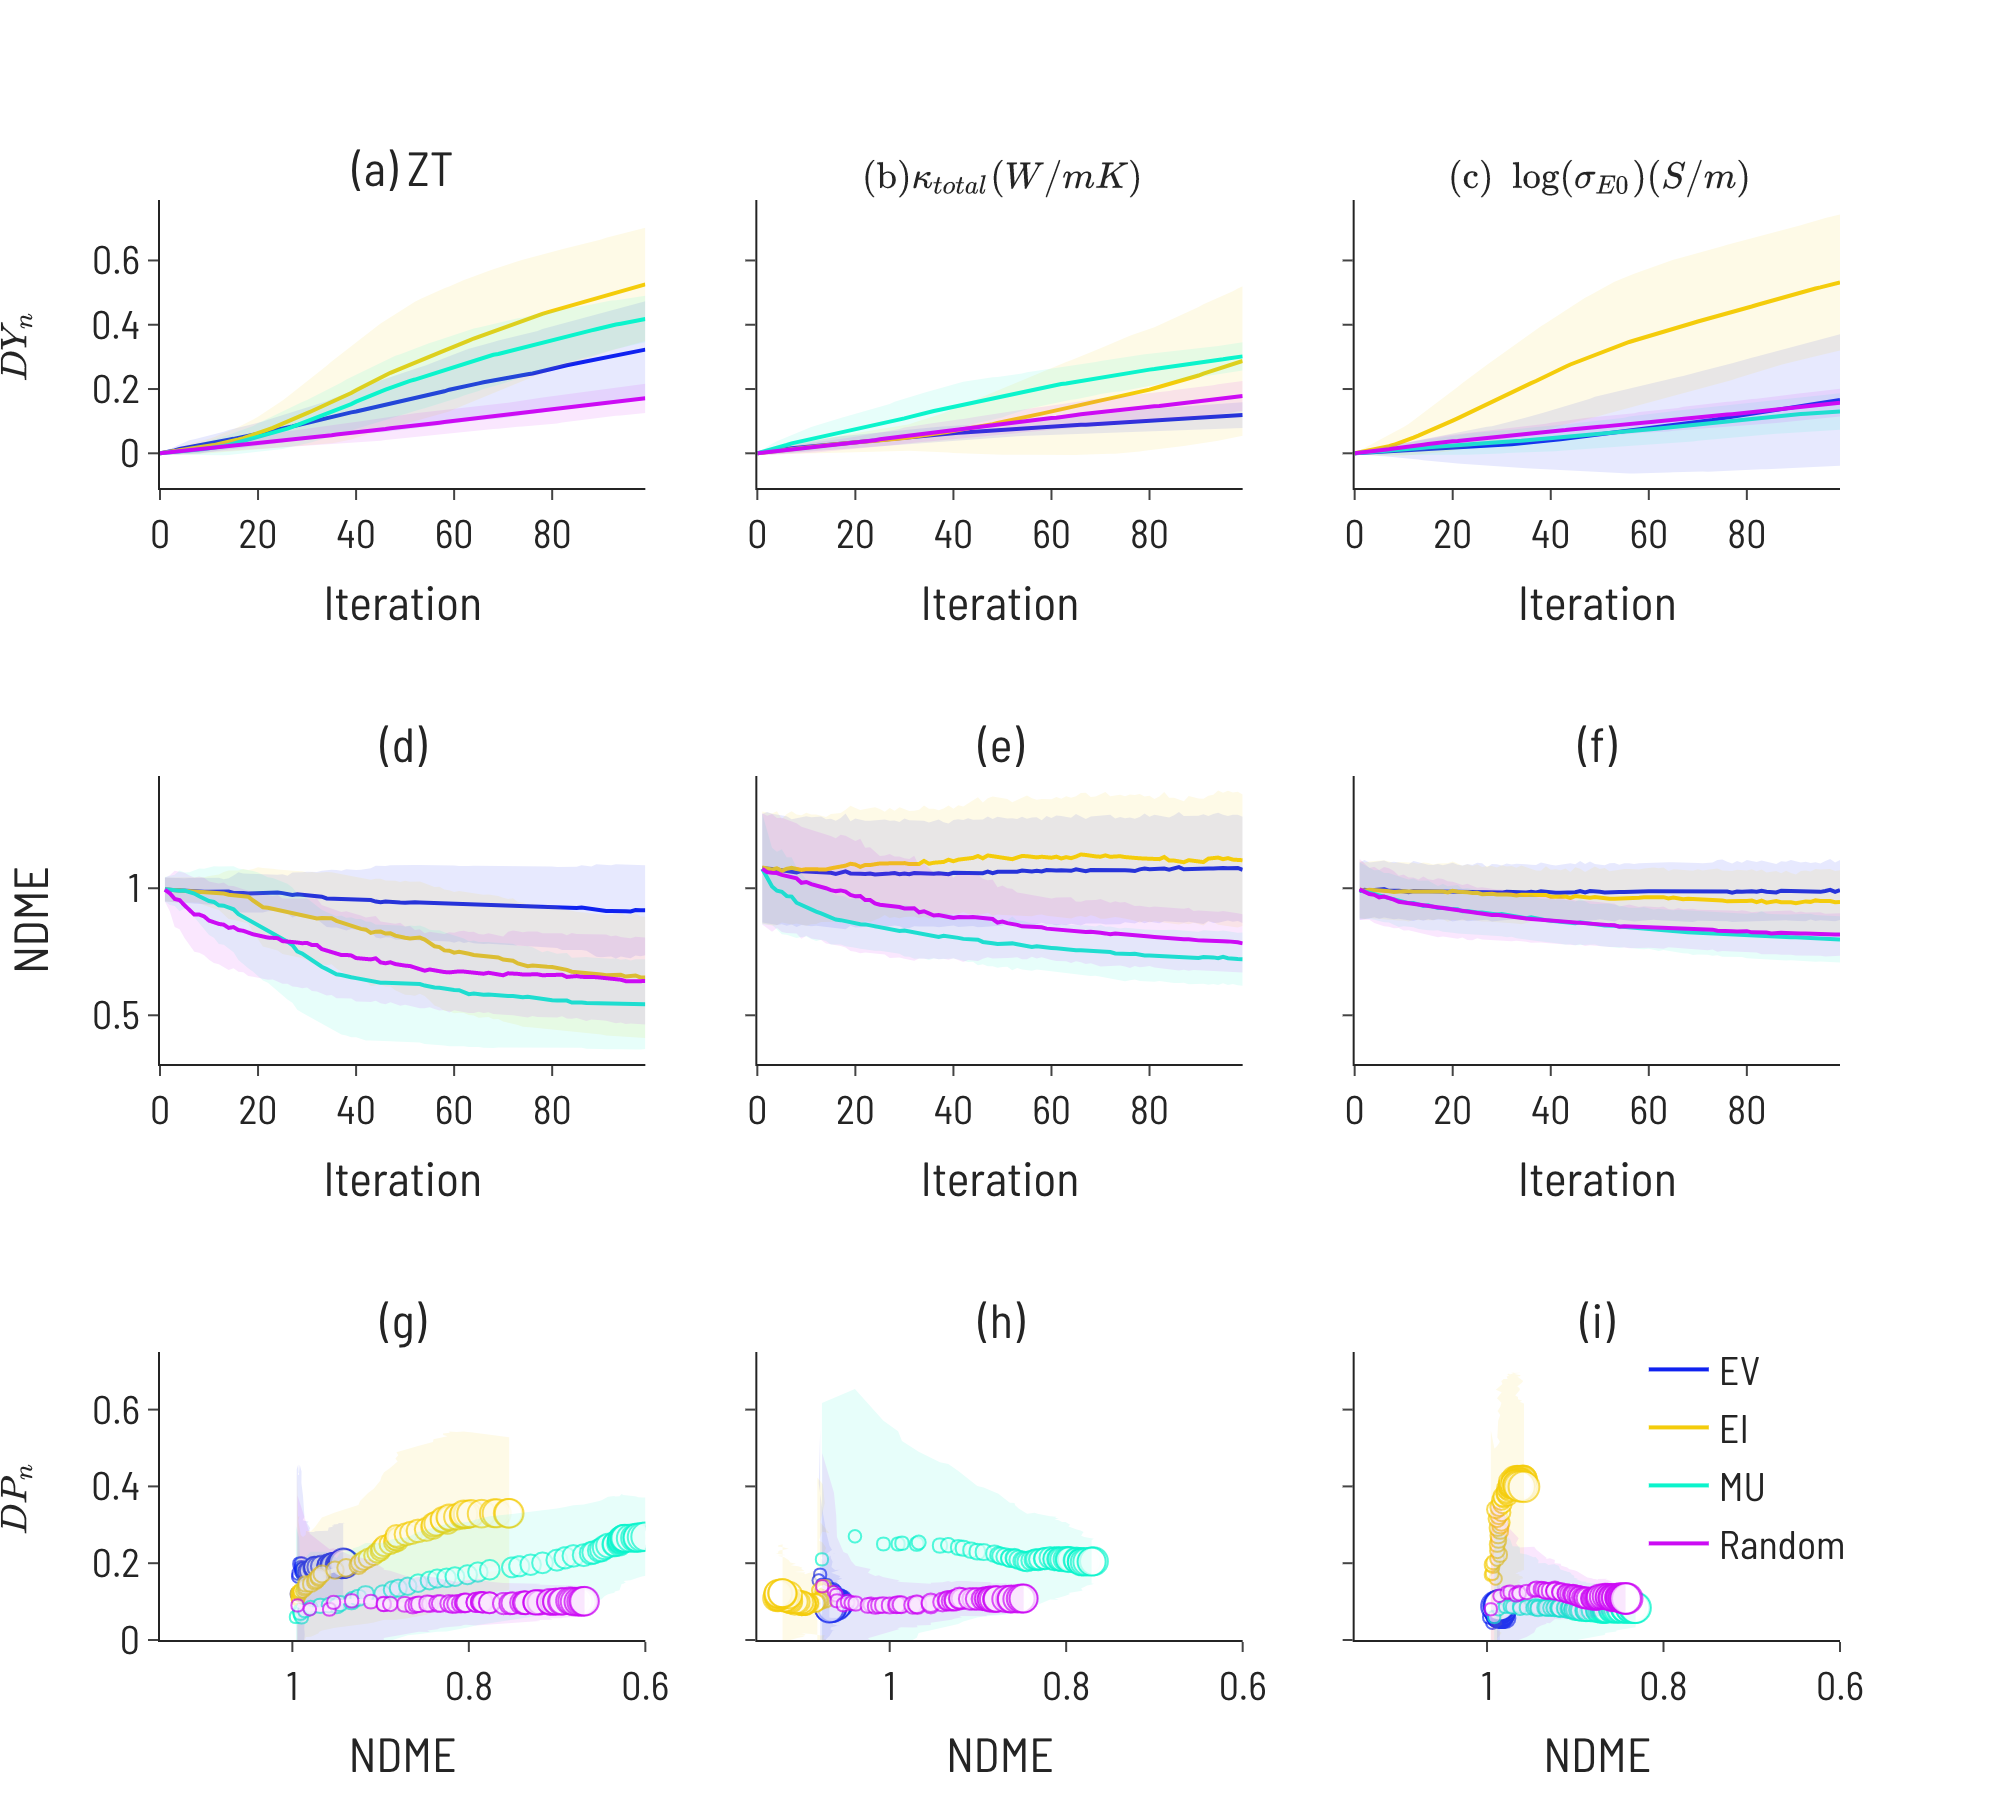 (a) ZT
(b)κtotal(W/mK)
(c) log(σE0)(S/m)
DYn
0.6
0.4
0.2
0
0 20 40 60 80
0 20 40 60 80
0 20 40 60 80
Iteration
Iteration
Iteration
(d)
(e)
(f)
NDME
1
0.5
0 20 40 60 80
0 20 40 60 80
0 20 40 60 80
Iteration
Iteration
Iteration
(g)
(h)
(i)
DPn
0.6
0.4
0.2
0
EV
EI
MU
Random
1 0.8 0.6
1 0.8 0.6
1 0.8 0.6
NDME
NDME
NDME